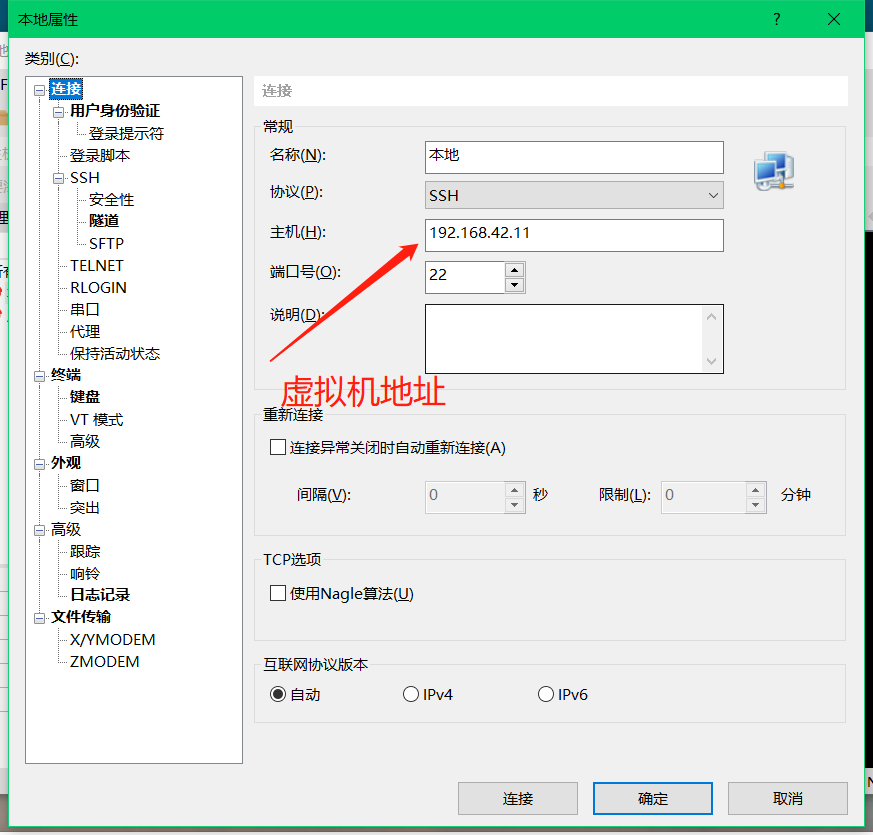 本地属性
?
类别(C):
连接
用户身份验证
登录提示符
登录脚本
SSH
安全性
隧道
SFTP
TELNET
RLOGIN
串口
代理
保持活动状态
终端
键盘
VT 模式
高级
外观
窗口
突出
高级
跟踪
响铃
日志记录
文件传输
X/YMODEM
ZMODEM
连接
常规
名称(N): 本地
协议(P): SSH
主机(H): 192.168.42.11
端口号(O): 22
说明(D):
虚拟机地址
重新连接
连接异常关闭时自动重新连接(A)
间隔(V): 0 秒 限制(L): 0 分钟
TCP选项
使用Nagle算法(U)
互联网协议版本
自动 IPv4 IPv6
连接 确定 取消